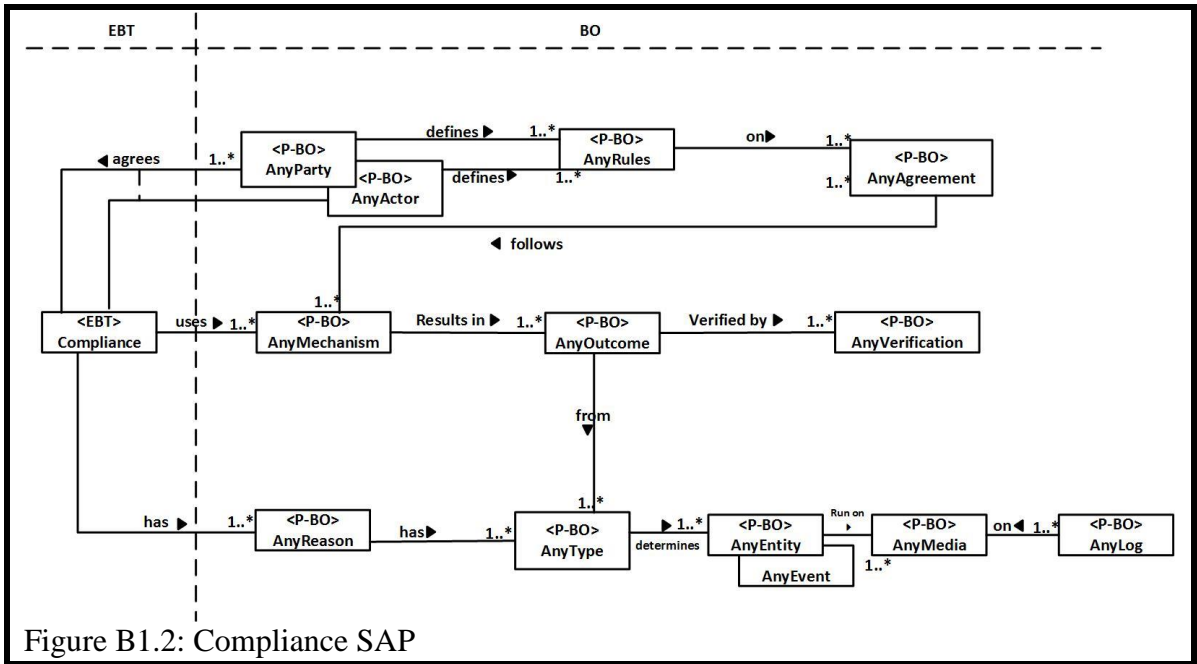 EBT
BO
◄ agrees
1..*
<P-BO>
AnyParty
<P-BO>
AnyActor
defines ►
1..*
defines ►
1..*
<P-BO>
AnyRules
on►
1..*
1..*
<P-BO>
AnyAgreement
◄ follows
1..*
<EBT>
Compliance
uses ►
1..*
<P-BO>
AnyMechanism
Results in ►
1..*
<P-BO>
AnyOutcome
Verified by ►
1..*
<P-BO>
AnyVerification
from
▼
1..*
has ►
1..*
<P-BO>
AnyReason
has►
1..*
<P-BO>
AnyType
►
1..*
determines
<P-BO>
AnyEntity
AnyEvent
Run on
►
1..*
<P-BO>
AnyMedia
on◄
1..*
<P-BO>
AnyLog
Figure B1.2: Compliance SAP